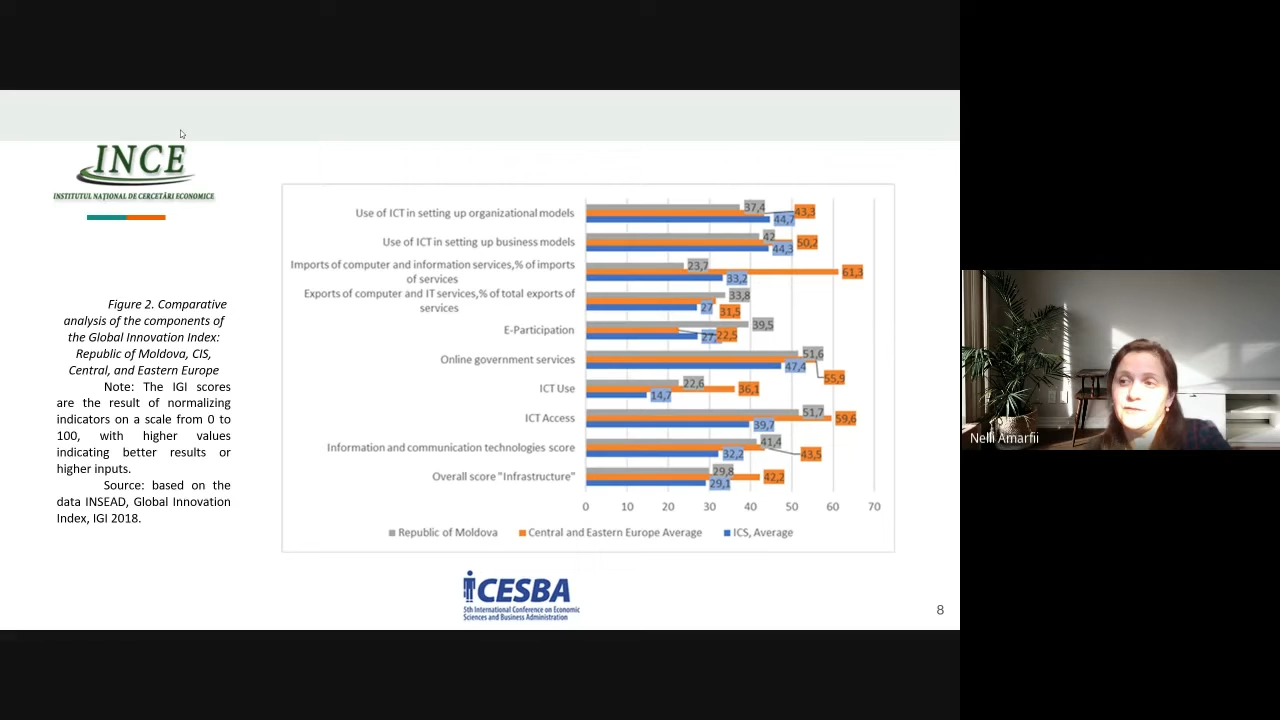 INCE
INSTITUTUL NAŢIONAL DE CERCETĂRI ECONOMICE
Figure 2. Comparative
analysis of the components of
the Global Innovation Index:
Republic of Moldova, CIS,
Central, and Eastern Europe
Note: The IGI scores
are the result of normalizing
indicators on a scale from 0 to
100, with higher values
indicating better results or
higher inputs.
Source: based on the
data INSEAD, Global Innovation
Index, IGI 2018.
Use of ICT in setting up organizational models
37,4
43,3
44,7
Use of ICT in setting up business models
42
50,2
44,3
Imports of computer and information services,% of imports
of services
23,7
61,3
33,2
Exports of computer and IT services,% of total exports of
services
33,8
27
31,5
E-Participation
39,5
22,5
Online government services
51,6
47,4
55,9
ICT Use
22,6
36,1
14,7
ICT Access
51,7
59,6
39,7
Information and communication technologies score
41,4
43,5
32,2
Overall score "Infrastructure"
29,8
42,2
29,1
0 10 20 30 40 50 60 70
Republic of Moldova Central and Eastern Europe Average ICS, Average
iCESBA
5th International Conference on Economic
Sciences and Business Administration
8
Nelli Amarfii